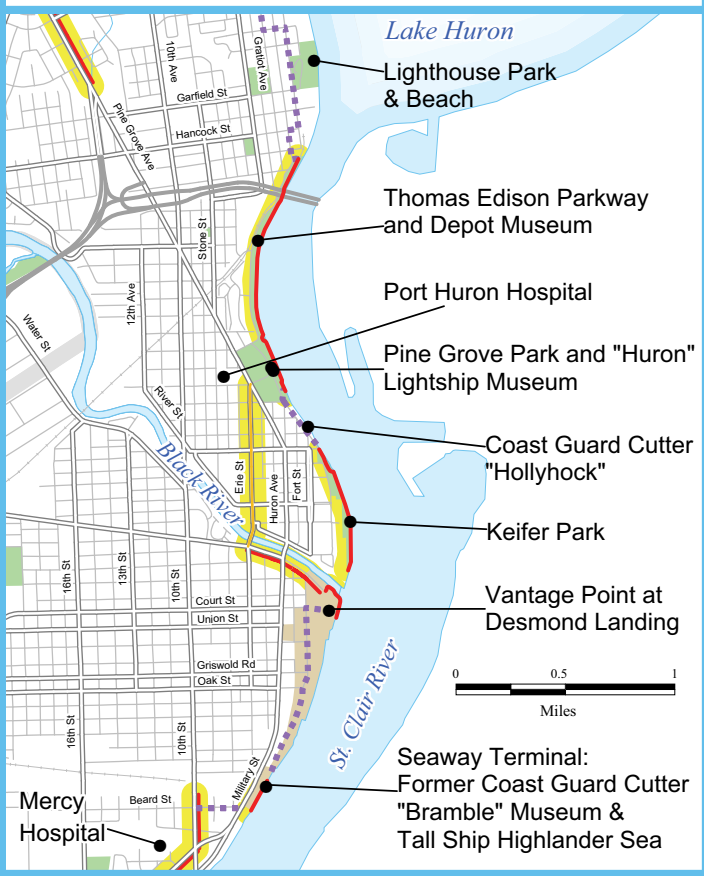 Lake Huron
Lighthouse Park
& Beach
10th Ave
Gratiot Ave
Garfield St
Pine Grove Ave
Hancock St
Thomas Edison Parkway
and Depot Museum
Stone St
12th Ave
Port Huron Hospital
Water St
Pine Grove Park and "Huron"
Lightship Museum
River St
Coast Guard Cutter
"Hollyhock"
Black River
Erie St
Huron Ave
Fort St
Keifer Park
16th St
13th St
10th St
Court St
Union St
Vantage Point at
Desmond Landing
Griswold Rd
Oak St
St. Clair River
0 0.5 1
Miles
16th St
10th St
Military St
Seaway Terminal:
Former Coast Guard Cutter
"Bramble" Museum &
Tall Ship Highlander Sea
Beard St
Mercy
Hospital